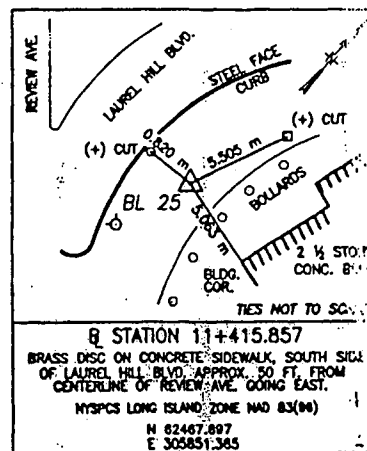 REVIEW AVE.
LAUREL HILL BLVD.
STEEL FACE
CURB
(+) CUT
(+) CUT
0.820 m
5.505 m
BL 25
BOLLARDS
2 ½
CONC.
BLDG.
COR.
TIES NOT TO
STATION 11+415.857
BRASS DISC ON CONCRETE SIDEWALK, SOUTH
OF LAUREL HILL BLVD, APPROX. 50 FT. FROM
CENTERLINE OF REVIEW AVE. GOING EAST.
NYSPCS LONG ISLAND ZONE NAD 83(96)
N 62467.697
E 305851.365